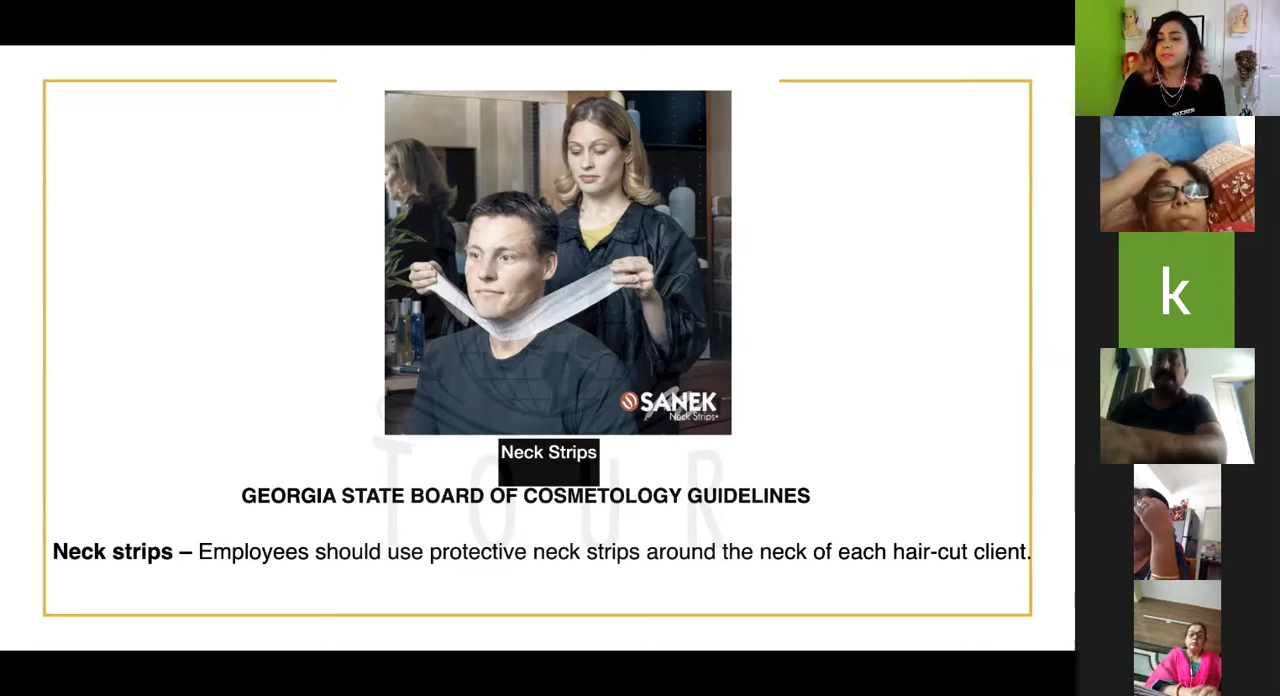 SANEK
Neck Strips
Neck Strips
GEORGIA STATE BOARD OF COSMETOLOGY GUIDELINES
Neck strips – Employees should use protective neck strips around the neck of each hair-cut client.
TOUR
k